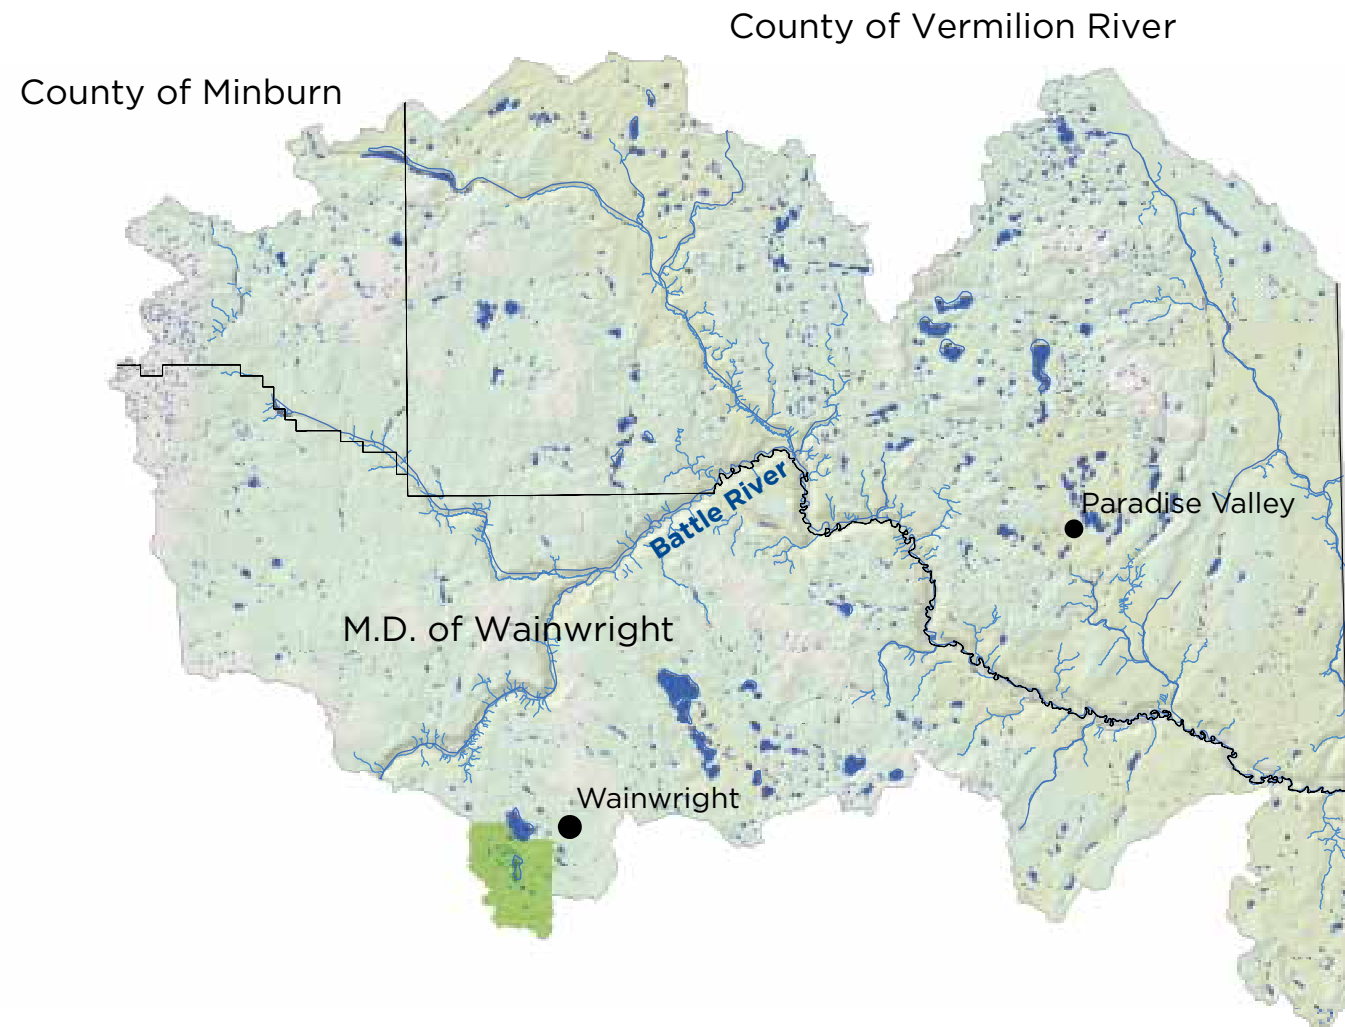 County of Vermilion River
County of Minburn
Battle River
Paradise Valley
M.D. of Wainwright
Wainwright